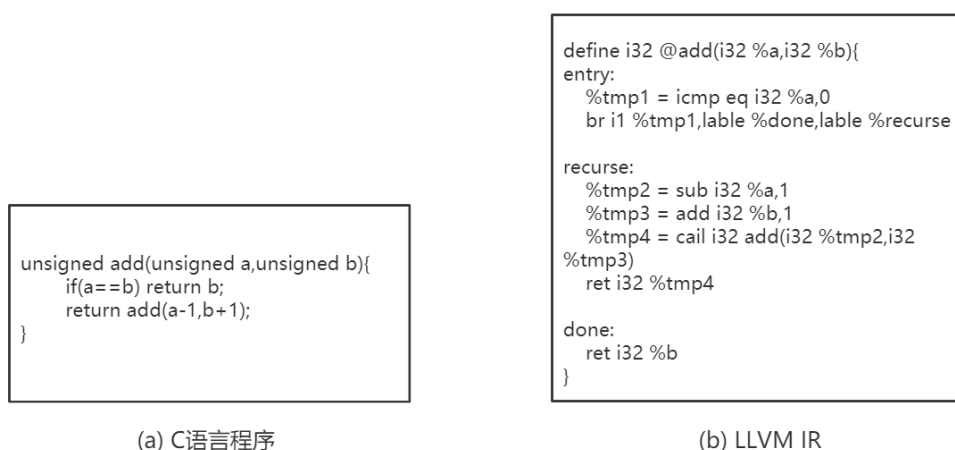 unsigned add(unsigned a,unsigned b){
if(a==b) return b;
return add(a-1,b+1);
}
(a) C语言程序
define i32 @add(i32 %a,i32 %b){
entry:
%tmp1 = icmp eq i32 %a,0
br i1 %tmp1,lable %done,lable %recurse
recurse:
%tmp2 = sub i32 %a,1
%tmp3 = add i32 %b,1
%tmp4 = cail i32 add(i32 %tmp2,i32
%tmp3)
ret i32 %tmp4
done:
ret i32 %b
}
(b) LLVM IR